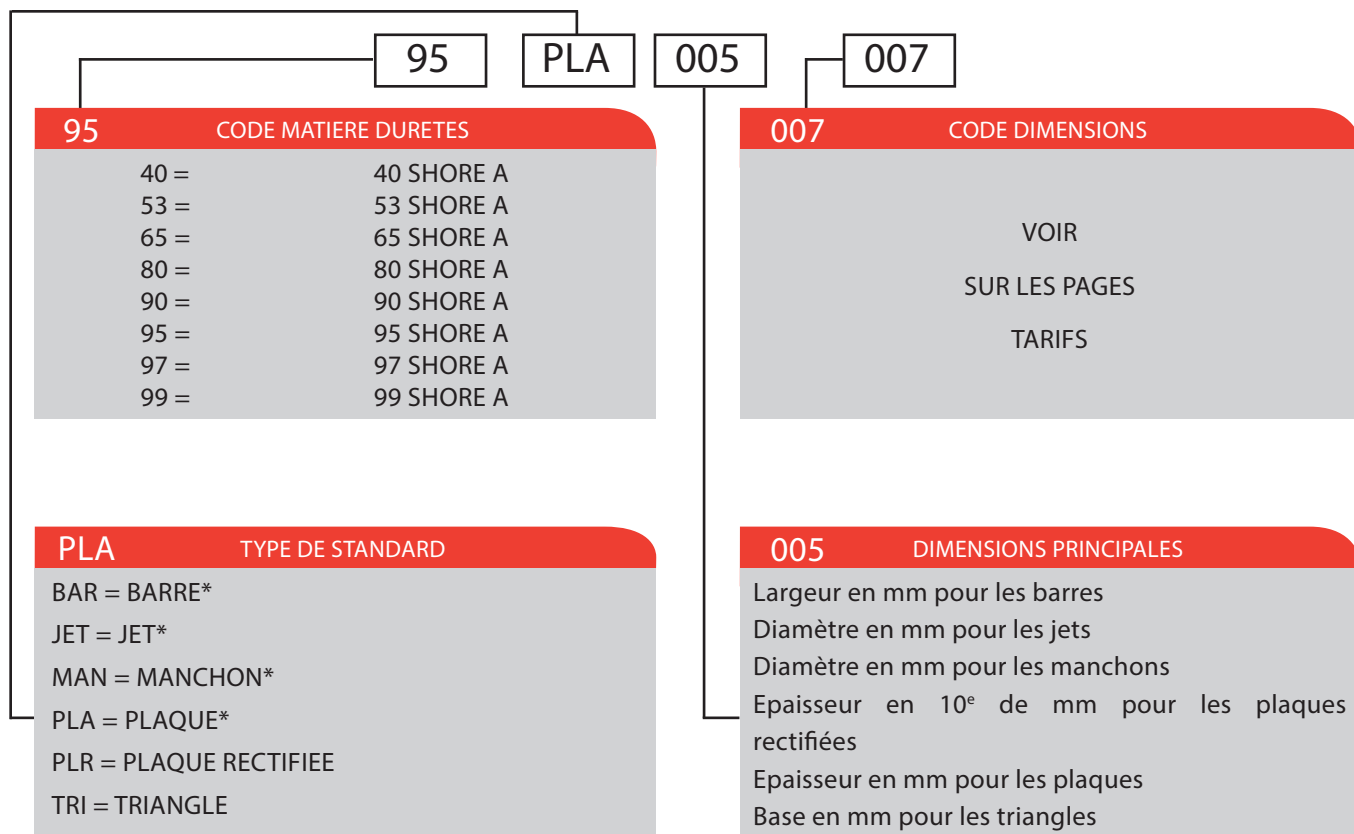 95 PLA 005 007
95 CODE MATIERE DURETES
40 = 40 SHORE A
53 = 53 SHORE A
65 = 65 SHORE A
80 = 80 SHORE A
90 = 90 SHORE A
95 = 95 SHORE A
97 = 97 SHORE A
99 = 99 SHORE A
007 CODE DIMENSIONS
VOIR
SUR LES PAGES
TARIFS
PLA TYPE DE STANDARD
BAR = BARRE*
JET = JET*
MAN = MANCHON*
PLA = PLAQUE*
PLR = PLAQUE RECTIFIEE
TRI = TRIANGLE
005 DIMENSIONS PRINCIPALES
Largeur en mm pour les barres
Diamètre en mm pour les jets
Diamètre en mm pour les manchons
Epaisseur en 10ᵉ de mm pour les plaques
rectifiées
Epaisseur en mm pour les plaques
Base en mm pour les triangles